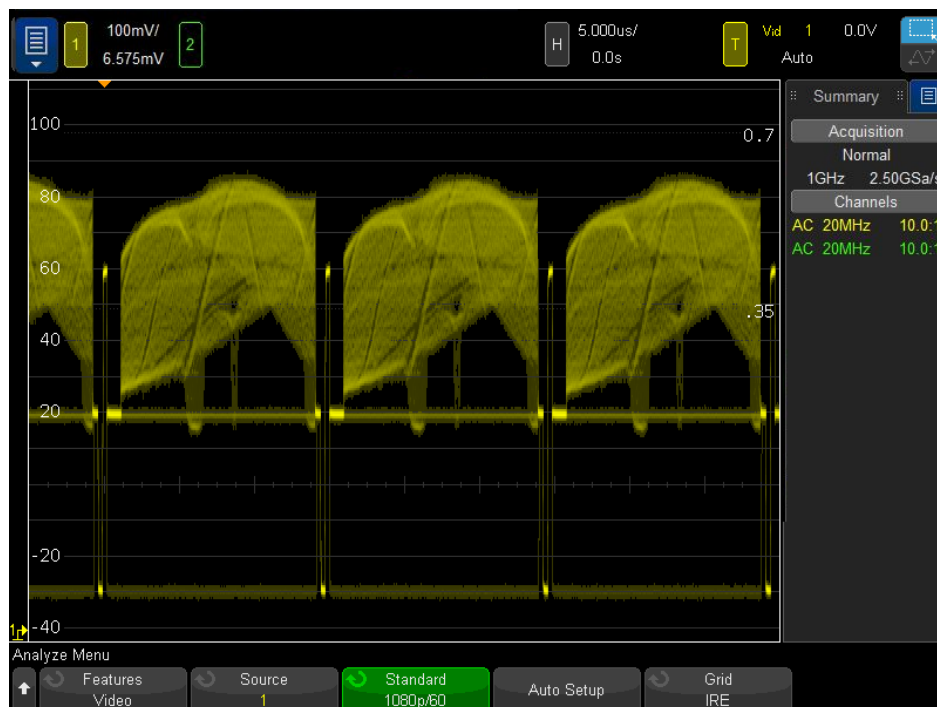 1 100mV/
6.575mV
2
H 5.000us/
0.0s
T Vid 1 0.0V
Auto
Summary
Acquisition
Normal
1GHz 2.50GSa/s
Channels
AC 20MHz 10.0:1
AC 20MHz 10.0:1
100
0.7
80
60
.35
40
20
-20
-40
1
Analyze Menu
Features
Video
Source
1
Standard
1080p/60
Auto Setup
Grid
IRE